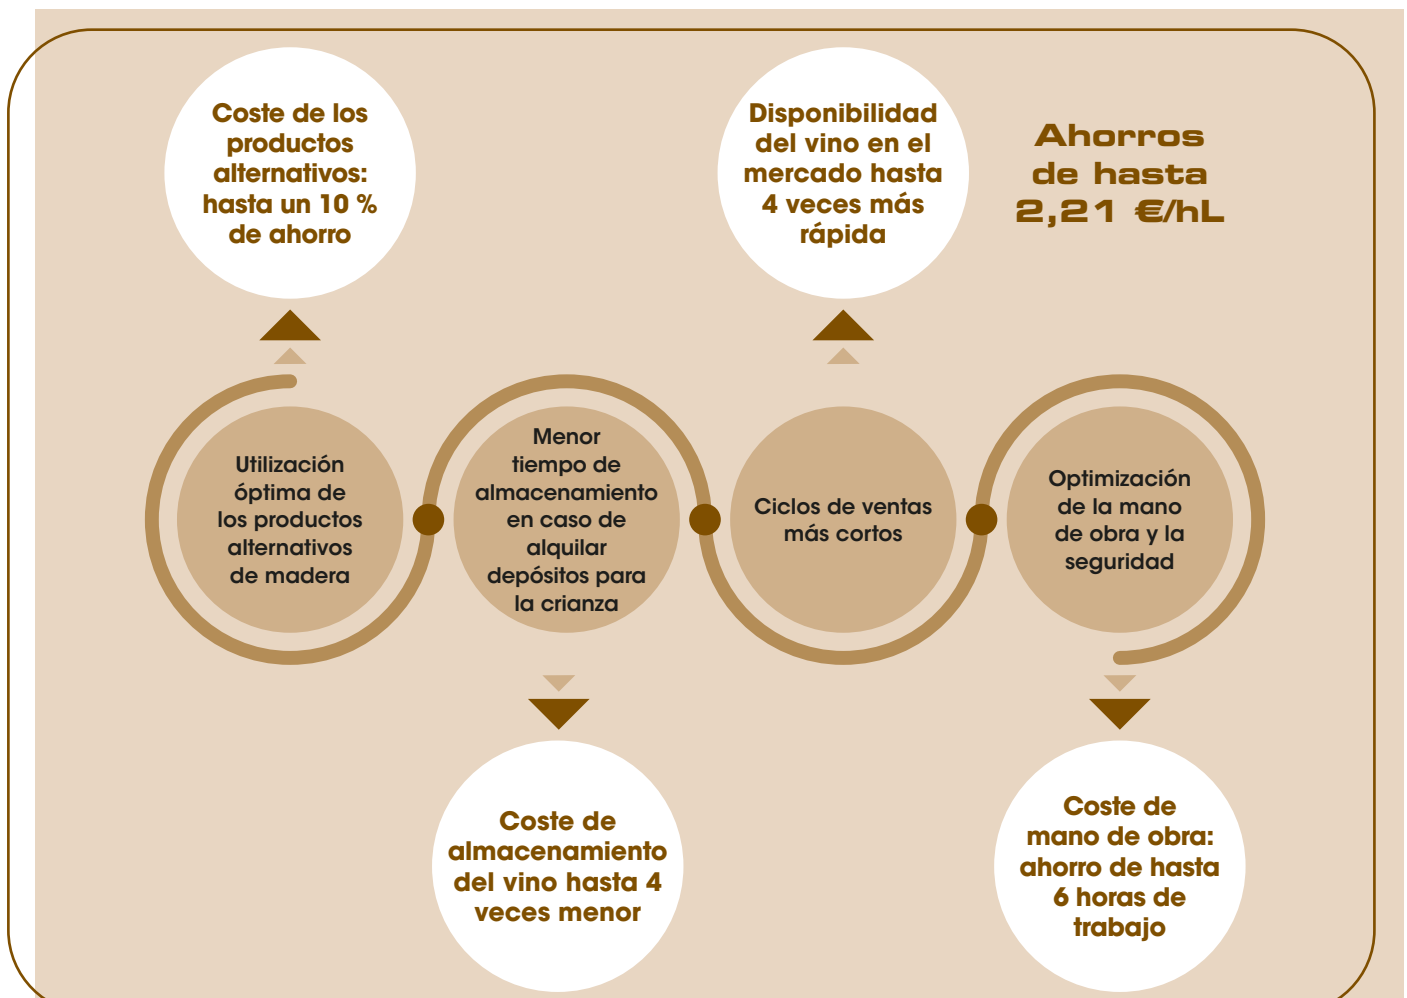 Coste de los
productos
alternativos:
hasta un 10 %
de ahorro
Disponibilidad
del vino en el
mercado hasta
4 veces más
rápida
Ahorros
de hasta
2,21 €/hL
Utilización
óptima de
los productos
alternativos
de madera
Menor
tiempo de
almacenamiento
en caso de
alquilar
depósitos para
la crianza
Ciclos de ventas
más cortos
Optimización
de la mano
de obra y la
seguridad
Coste de
almacenamiento
del vino hasta 4
veces menor
Coste de
mano de obra:
ahorro de hasta
6 horas de
trabajo